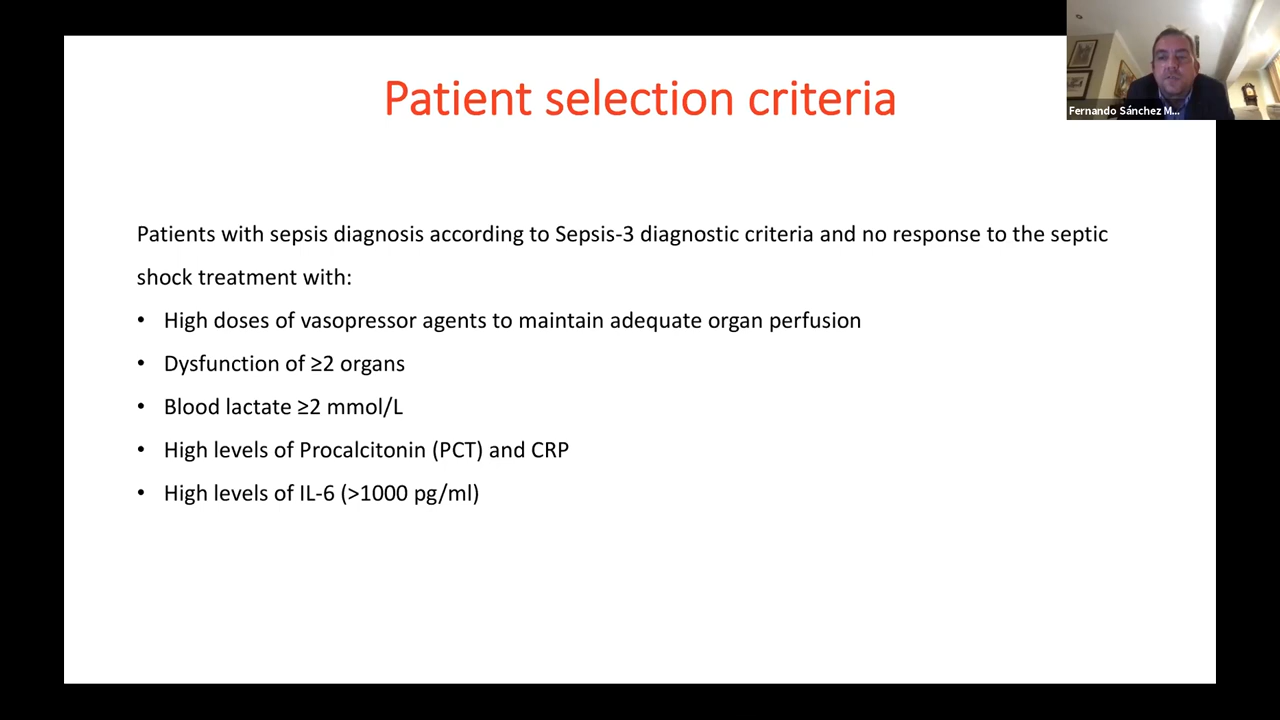 Patient selection criteria
Fernando Sánchez M...
Patients with sepsis diagnosis according to Sepsis-3 diagnostic criteria and no response to the septic
shock treatment with:
• High doses of vasopressor agents to maintain adequate organ perfusion
• Dysfunction of ≥2 organs
• Blood lactate ≥2 mmol/L
• High levels of Procalcitonin (PCT) and CRP
• High levels of IL-6 (>1000 pg/ml)